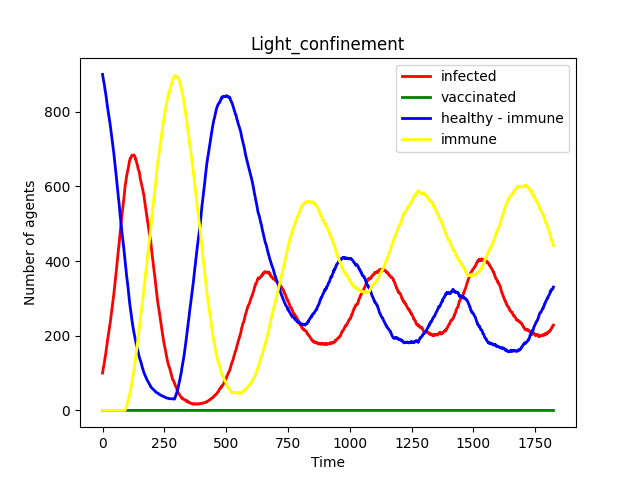 Light_confinement
infected
vaccinated
healthy - immune
immune
Number of agents
800
600
400
200
0
0 250 500 750 1000 1250 1500 1750
Time